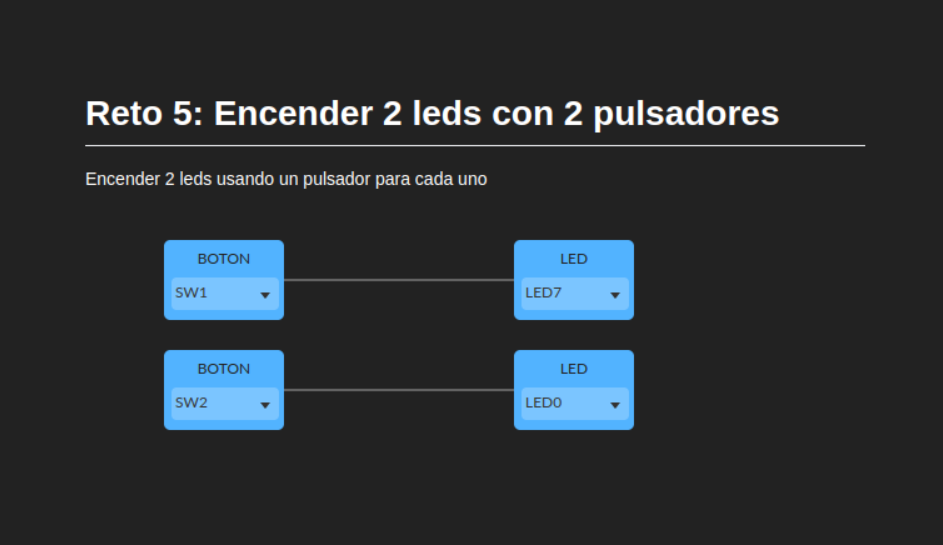 Reto 5: Encender 2 leds con 2 pulsadores
Encender 2 leds usando un pulsador para cada uno
BOTON
SW1
LED
LED7
BOTON
SW2
LED
LED0